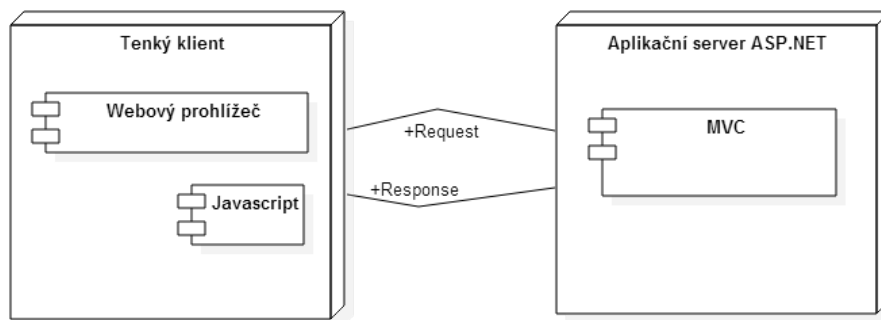 Tenký klient
Webový prohlížeč
Javascript
+Request
+Response
Aplikační server ASP.NET
MVC